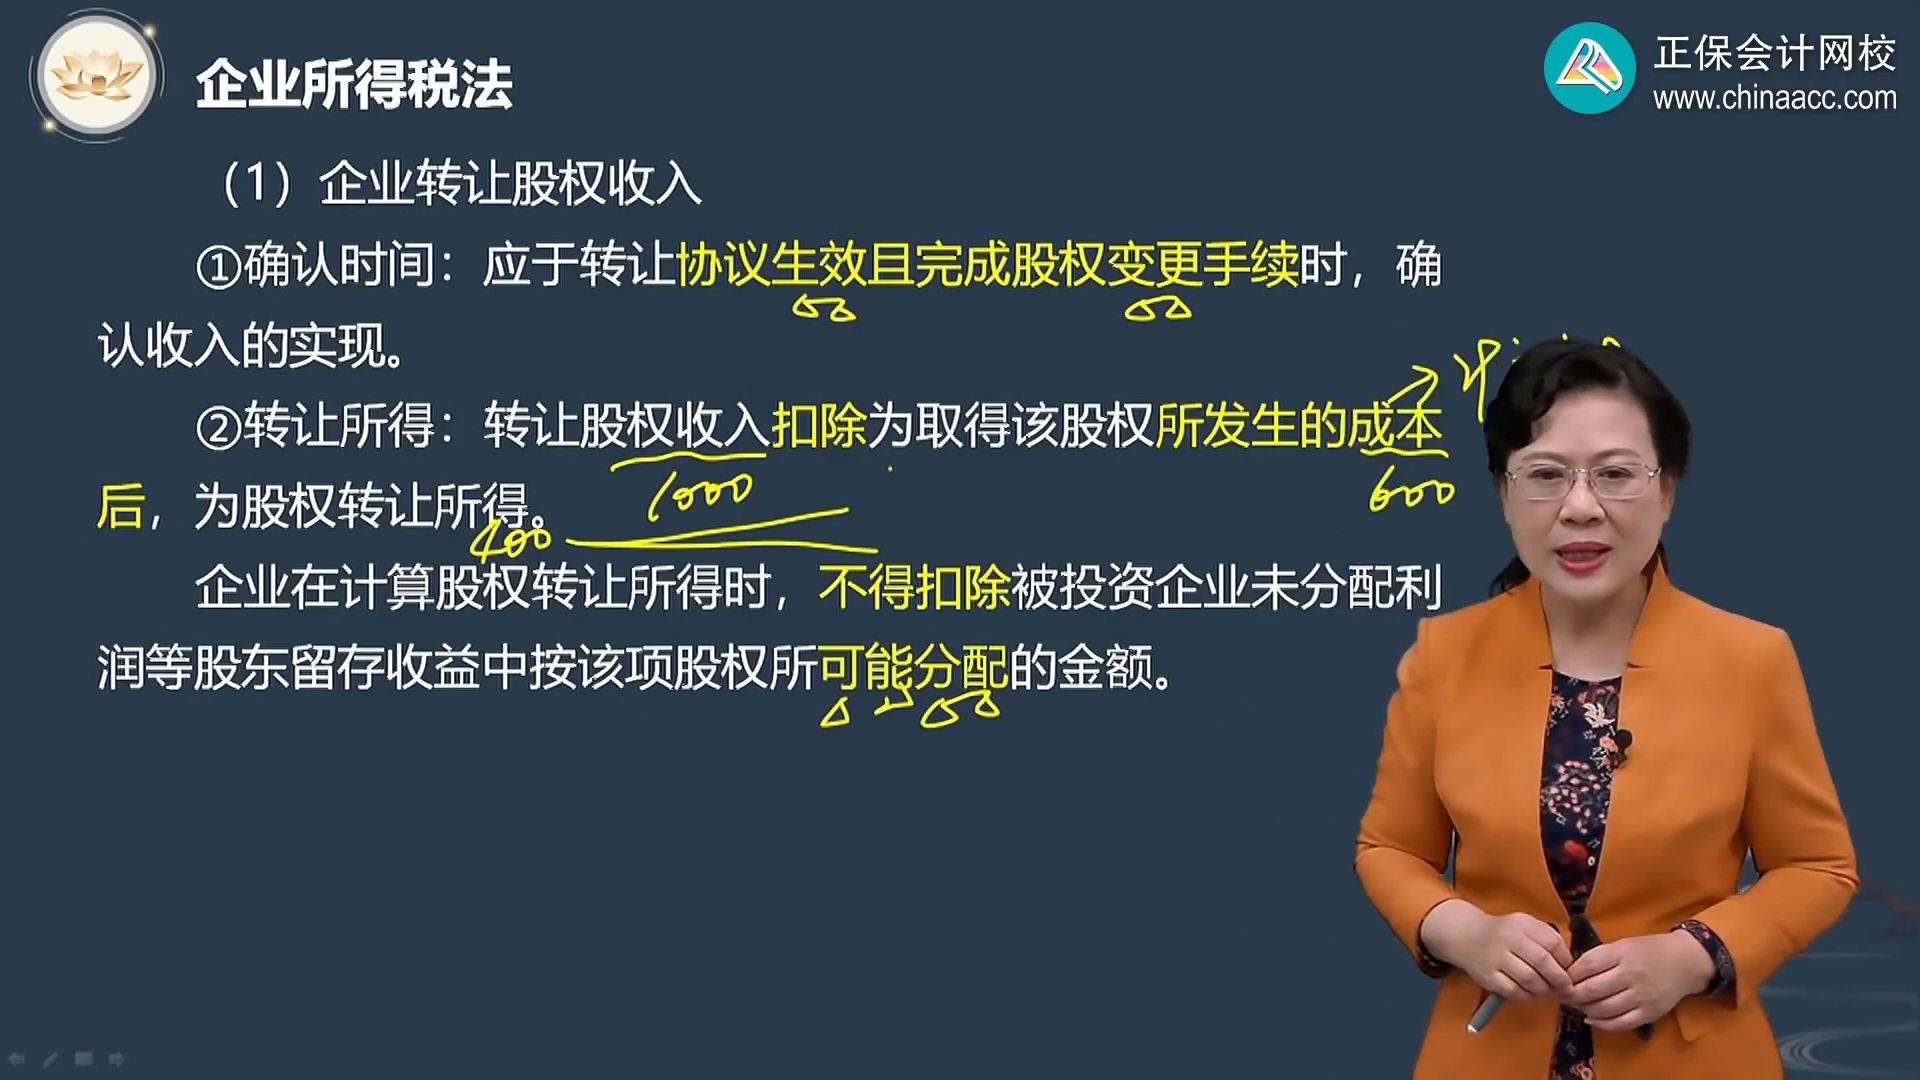 企业所得税法
正保会计网校
www.chinaacc.com
（1）企业转让股权收入
①确认时间：应于转让协议生效且完成股权变更手续时，确
认收入的实现。
②转让所得：转让股权收入扣除为取得该股权所发生的成本
后，为股权转让所得。
1000
600
400
企业在计算股权转让所得时，不得扣除被投资企业未分配利
润等股东留存收益中按该项股权所可能分配的金额。